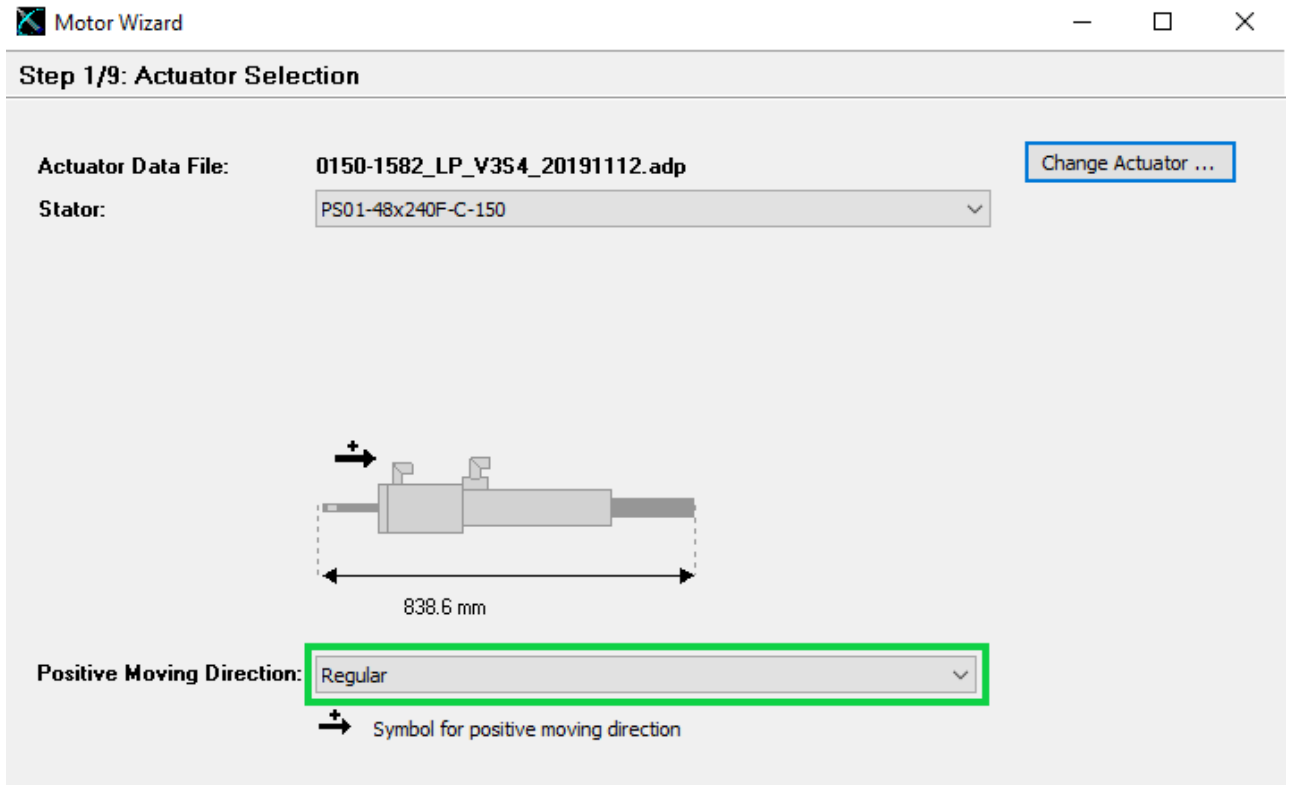 Motor Wizard
Step 1/9: Actuator Selection
Actuator Data File: 0150-1582_LP_V3S4_20191112.adp Change Actuator ...
Stator: PS01-48x240F-C-150
838.6 mm
Positive Moving Direction: Regular
Symbol for positive moving direction